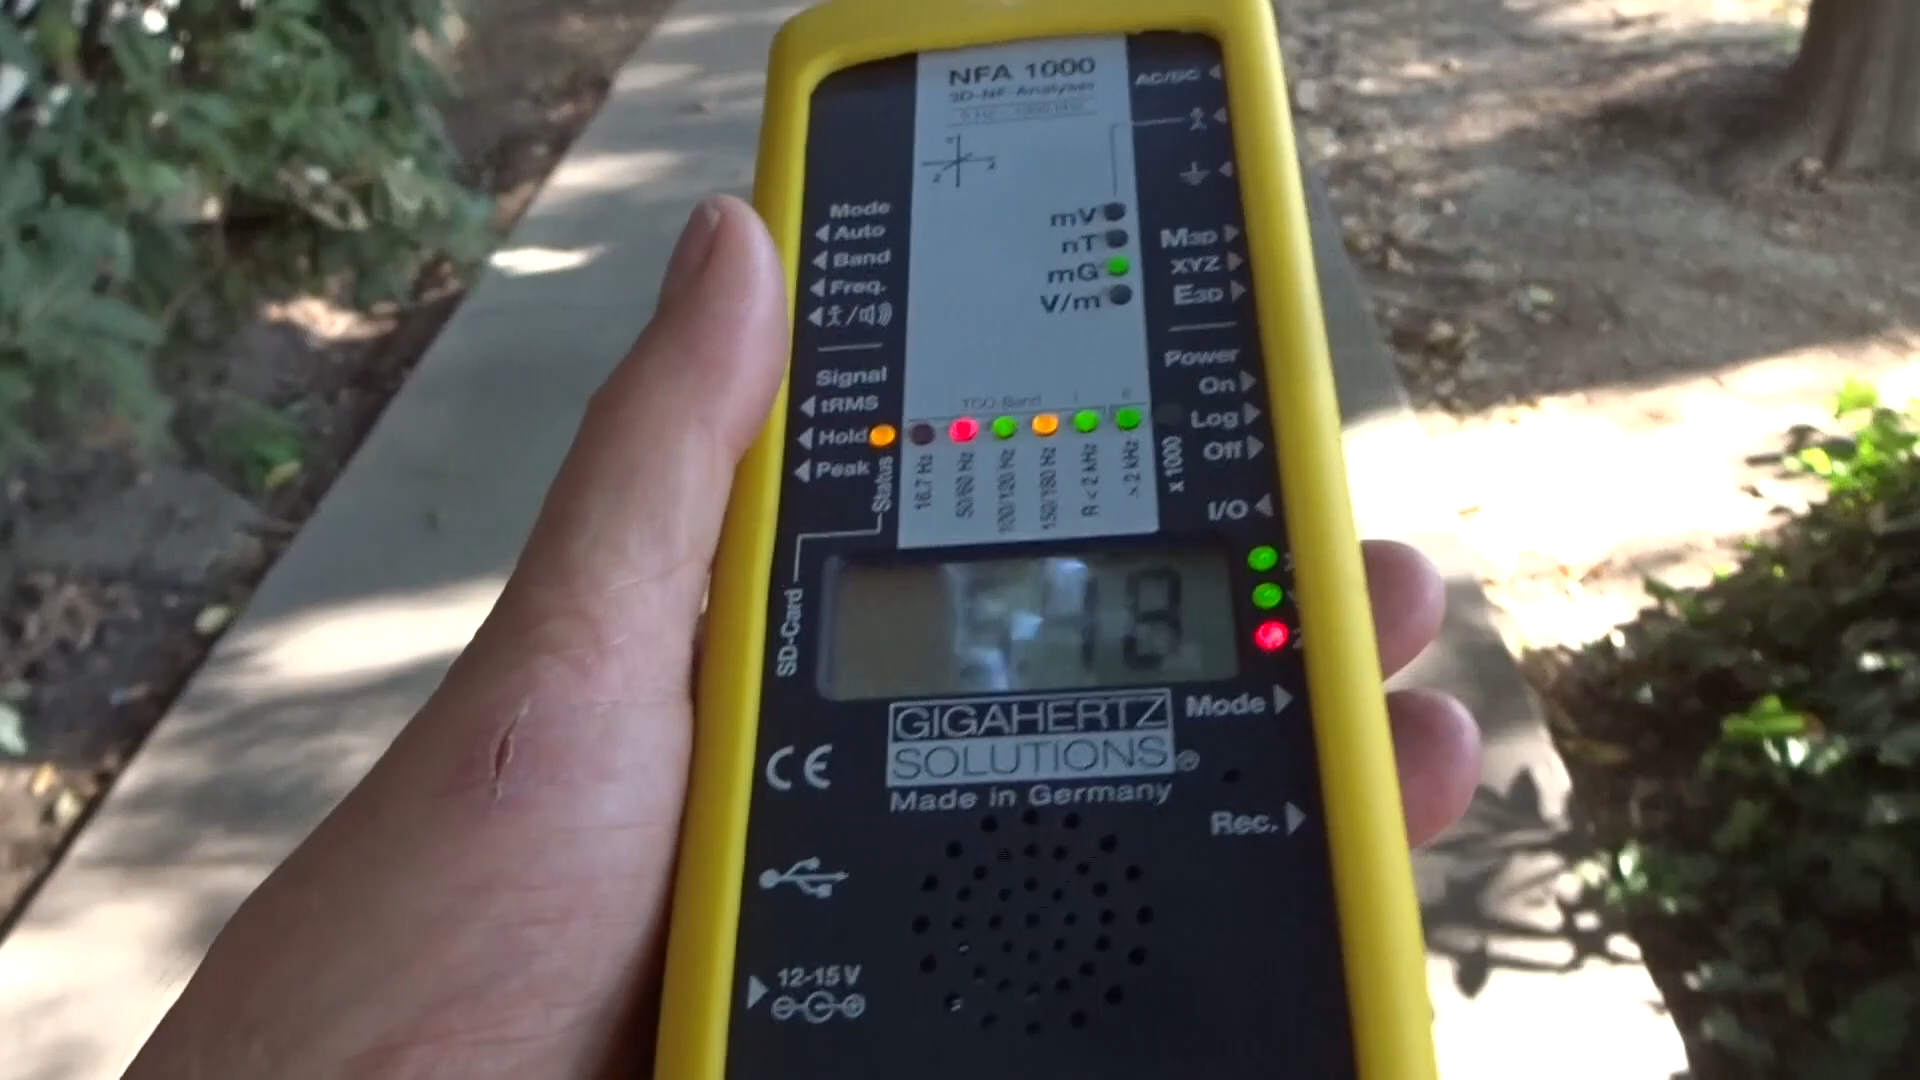 NFA 1000
3D-NF-Analyser
AC/DC
Mode
Auto
Band
Freq.
mV
nT
mG
V/m
M3D
XYZ
E3D
Signal
tRMS
Hold
Peak
Status
Power
On
Log
Off
I/O
TCO-Band
16.7 Hz
50/60 Hz
100/120 Hz
150/180 Hz
R < 2 kHz
> 2 kHz
x 1000
SD-Card
18
Z
Mode
GIGAHERTZ
SOLUTIONS®
Made in Germany
CE
Rec.
12-15 V